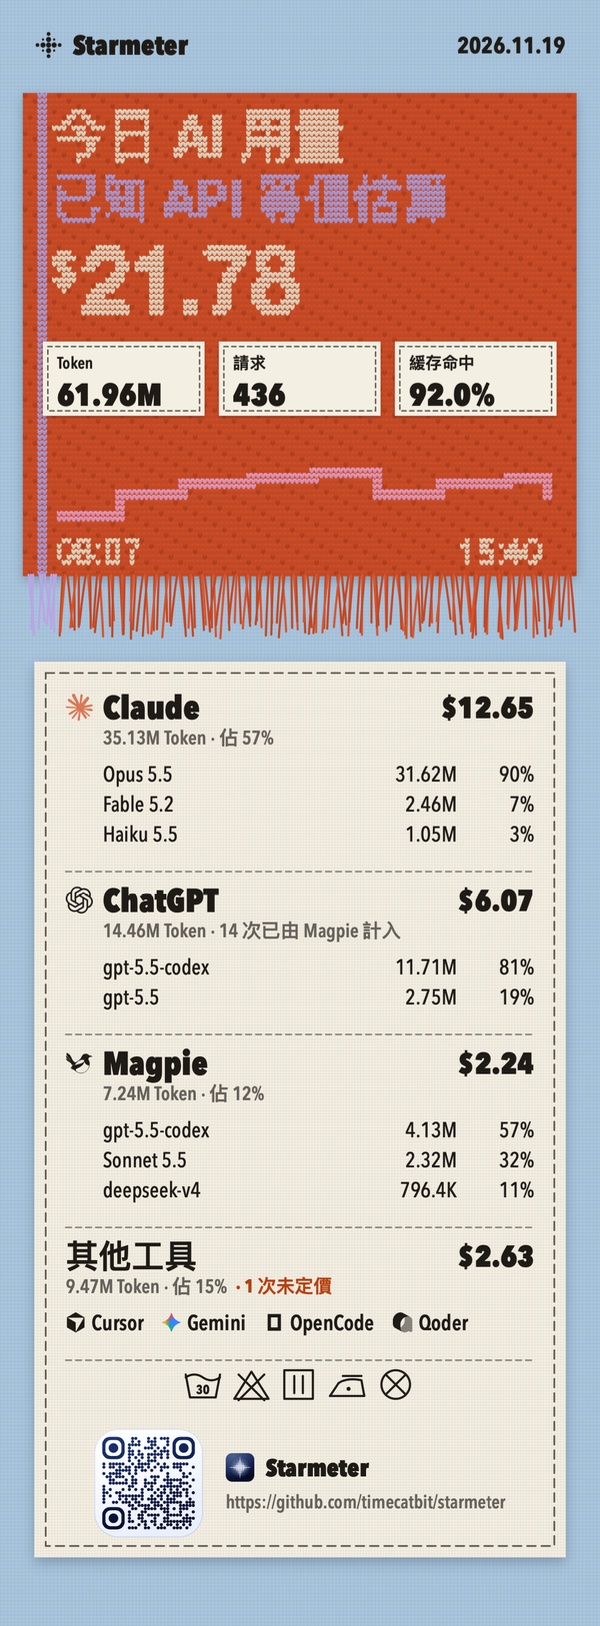 Starmeter 2026.11.19
今日 AI 用量
已知 API 等值估算
$21.78
Token 請求 緩存命中
61.96M 436 92.0%
08:07 15:40
Claude $12.65
35.13M Token · 佔 57%
Opus 5.5 31.62M 90%
Fable 5.2 2.46M 7%
Haiku 5.5 1.05M 3%
ChatGPT $6.07
14.46M Token · 14 次已由 Magpie 計入
gpt-5.5-codex 11.71M 81%
gpt-5.5 2.75M 19%
Magpie $2.24
7.24M Token · 佔 12%
gpt-5.5-codex 4.13M 57%
Sonnet 5.5 2.32M 32%
deepseek-v4 796.4K 11%
其他工具 $2.63
9.47M Token · 佔 15% · 1 次未定價
Cursor Gemini OpenCode Qoder
30
Starmeter
https://github.com/timecatbit/starmeter